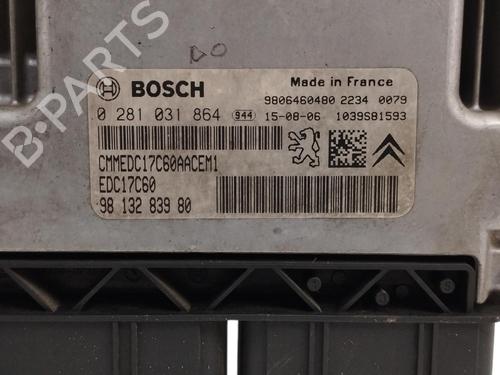 DO
BOSCH
Made in France
9806460480 2234 0079
0 281 031 864 944 15-08-06 1039S81593
CMMEDC17C60AACEM1
EDC17C60
98 132 839 80